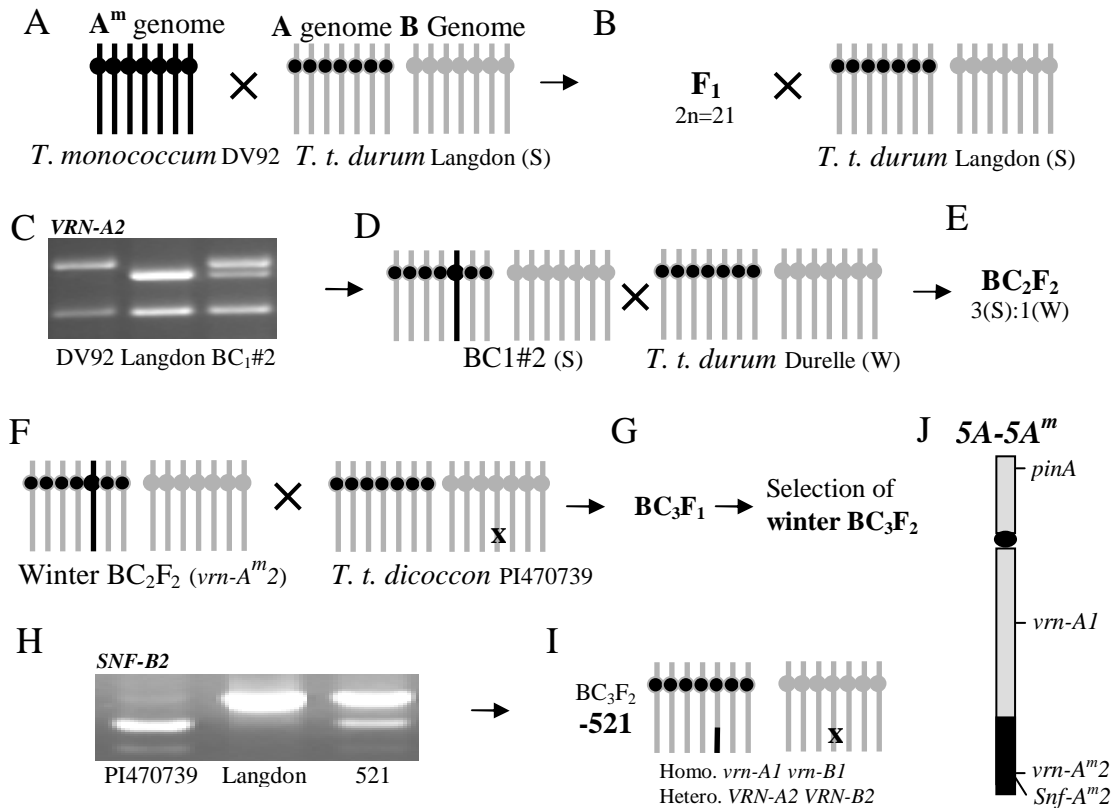 A
A^m genome
A genome B Genome
T. monococcum DV92
T. t. durum Langdon (S)
B
F1
2n=21
T. t. durum Langdon (S)
C
VRN-A2
DV92 Langdon BC1#2
D
BC1#2 (S)
T. t. durum Durelle (W)
E
BC2F2
3(S):1(W)
F
Winter BC2F2 (vrn-A^m2)
x
T. t. dicoccon PI470739
G
BC3F1
Selection of
winter BC3F2
H
SNF-B2
PI470739 Langdon 521
I
BC3F2
-521
x
Homo. vrn-A1 vrn-B1
Hetero. VRN-A2 VRN-B2
J
5A-5A^m
pinA
vrn-A1
vrn-A^m2
Snf-A^m2